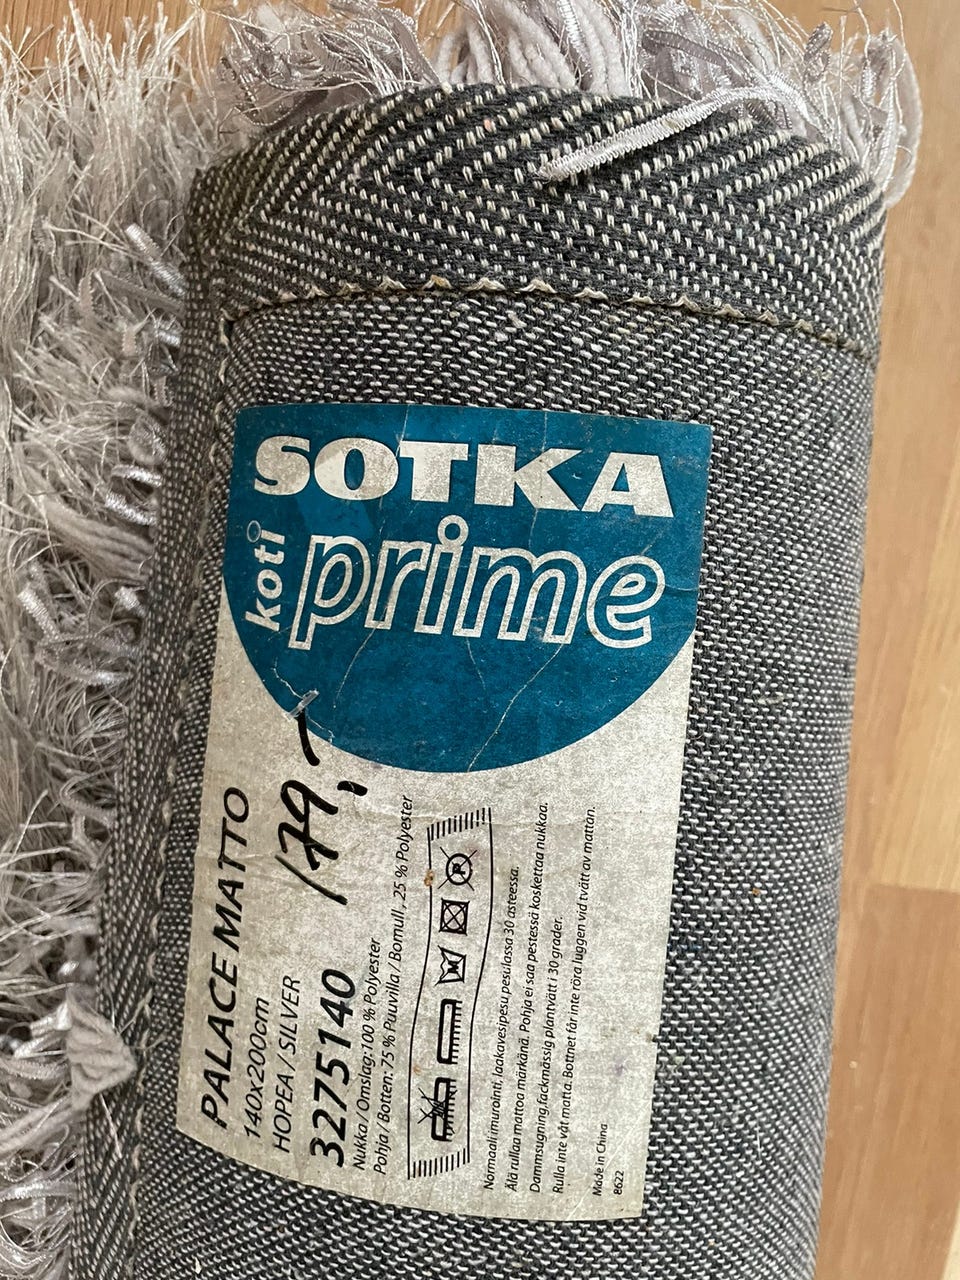 SOTKA
koti prime
179,-
PALACE MATTO
140x200cm
HOPEA / SILVER
3275140
Nukka / Omslag:100 % Polyester
Pohja / Botten: 75 % Puuvilla / Bomull , 25 % Polyester
P
Normaali imurointi, laakavesipesu pesulassa 30 asteessa.
Älä rullaa mattoa märkänä. Pohja ei saa pestessä koskettaa nukkaa.
Dammsugning,fackmässig plantvätt i 30 grader.
Rulla inte våt matta. Bottnet får inte röra luggen vid tvätt av mattan.
Made in China
8622